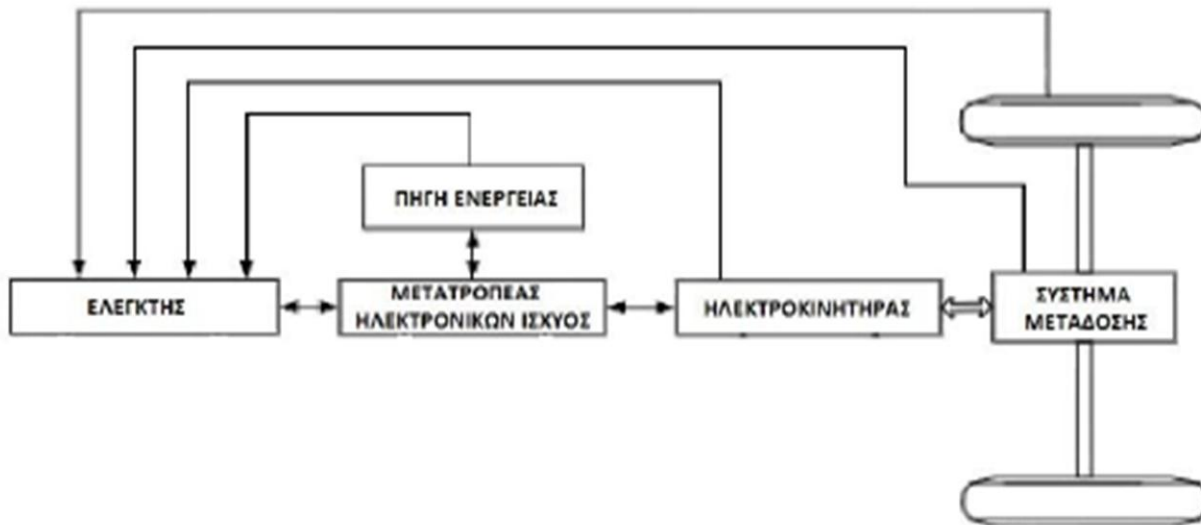 ΠΗΓΗ ΕΝΕΡΓΕΙΑΣ
ΕΛΕΓΚΤΗΣ
ΜΕΤΑΤΡΟΠΕΑΣ
ΗΛΕΚΤΡΟΝΙΚΩΝ ΙΣΧΥΟΣ
ΗΛΕΚΤΡΟΚΙΝΗΤΗΡΑΣ
ΣΥΣΤΗΜΑ
ΜΕΤΑΔΟΣΗΣ